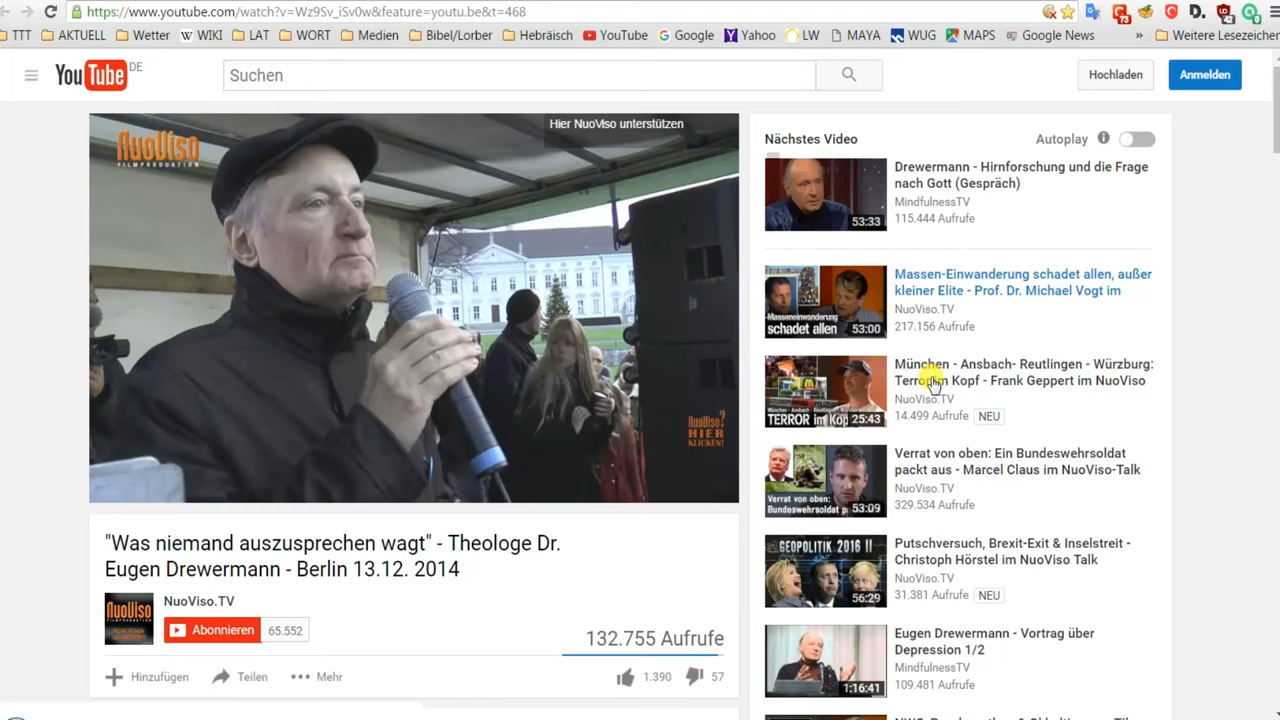 https://www.youtube.com/watch?v=Wz9Sv_iSv0w&feature=youtu.be&t=468
TTT AKTUELL Wetter WIKI LAT WORT Medien Bibel/Lorber Hebräisch YouTube Google Yahoo LW MAYA WUG MAPS Google News » Weitere Lesezeichen
YouTube DE
Suchen
Hochladen
Anmelden
NuoViso
FILMPRODUKTION
Hier NuoViso unterstützen
NuoViso?
HIER
KLICKEN!
"Was niemand auszusprechen wagt" - Theologe Dr.
Eugen Drewermann - Berlin 13.12. 2014
NuoViso
NuoViso.TV
Abonnieren 65.552
132.755 Aufrufe
Hinzufügen Teilen Mehr 1.390 57
Nächstes Video
Autoplay
53:33
Drewermann - Hirnforschung und die Frage
nach Gott (Gespräch)
MindfulnessTV
115.444 Aufrufe
Masseneinwanderung
schadet allen
53:00
Massen-Einwanderung schadet allen, außer
kleiner Elite - Prof. Dr. Michael Vogt im
NuoViso.TV
217.156 Aufrufe
München - Ansbach - Reutlingen - Würzburg:
TERROR im Kop
25:43
München - Ansbach- Reutlingen - Würzburg:
Terror im Kopf - Frank Geppert im NuoViso
NuoViso.TV
14.499 Aufrufe NEU
Verrat von oben:
Bundeswehrsoldat p
53:09
Verrat von oben: Ein Bundeswehrsoldat
packt aus - Marcel Claus im NuoViso-Talk
NuoViso.TV
329.534 Aufrufe
GEOPOLITIK 2016 II
56:29
Putschversuch, Brexit-Exit & Inselstreit -
Christoph Hörstel im NuoViso Talk
NuoViso.TV
31.381 Aufrufe NEU
1:16:41
Eugen Drewermann - Vortrag über
Depression 1/2
MindfulnessTV
109.481 Aufrufe